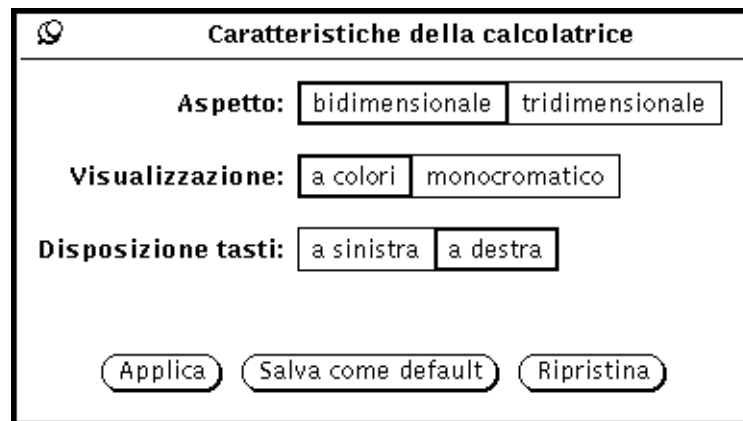 Caratteristiche della calcolatrice
Aspetto: bidimensionale tridimensionale
Visualizzazione: a colori monocromatico
Disposizione tasti: a sinistra a destra
Applica Salva come default Ripristina